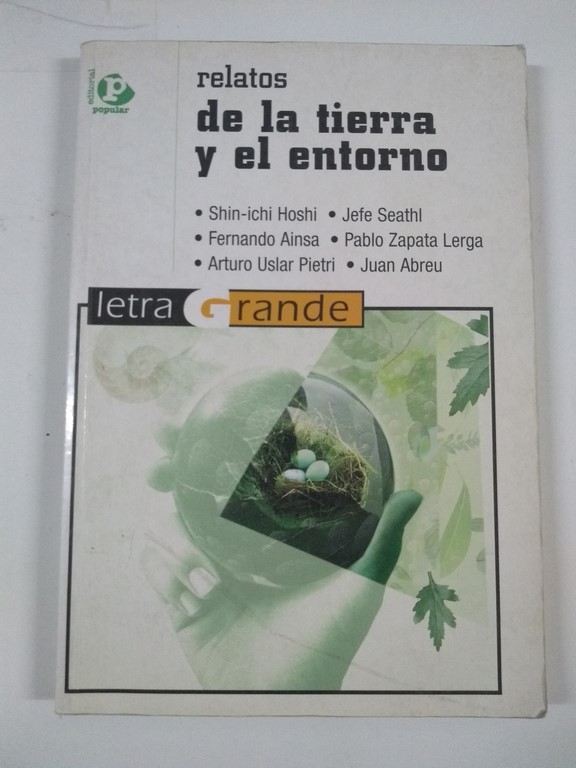 editorial
popular
relatos
de la tierra
y el entorno
• Shin-ichi Hoshi • Jefe Seathl
• Fernando Ainsa • Pablo Zapata Lerga
• Arturo Uslar Pietri • Juan Abreu
letra Grande